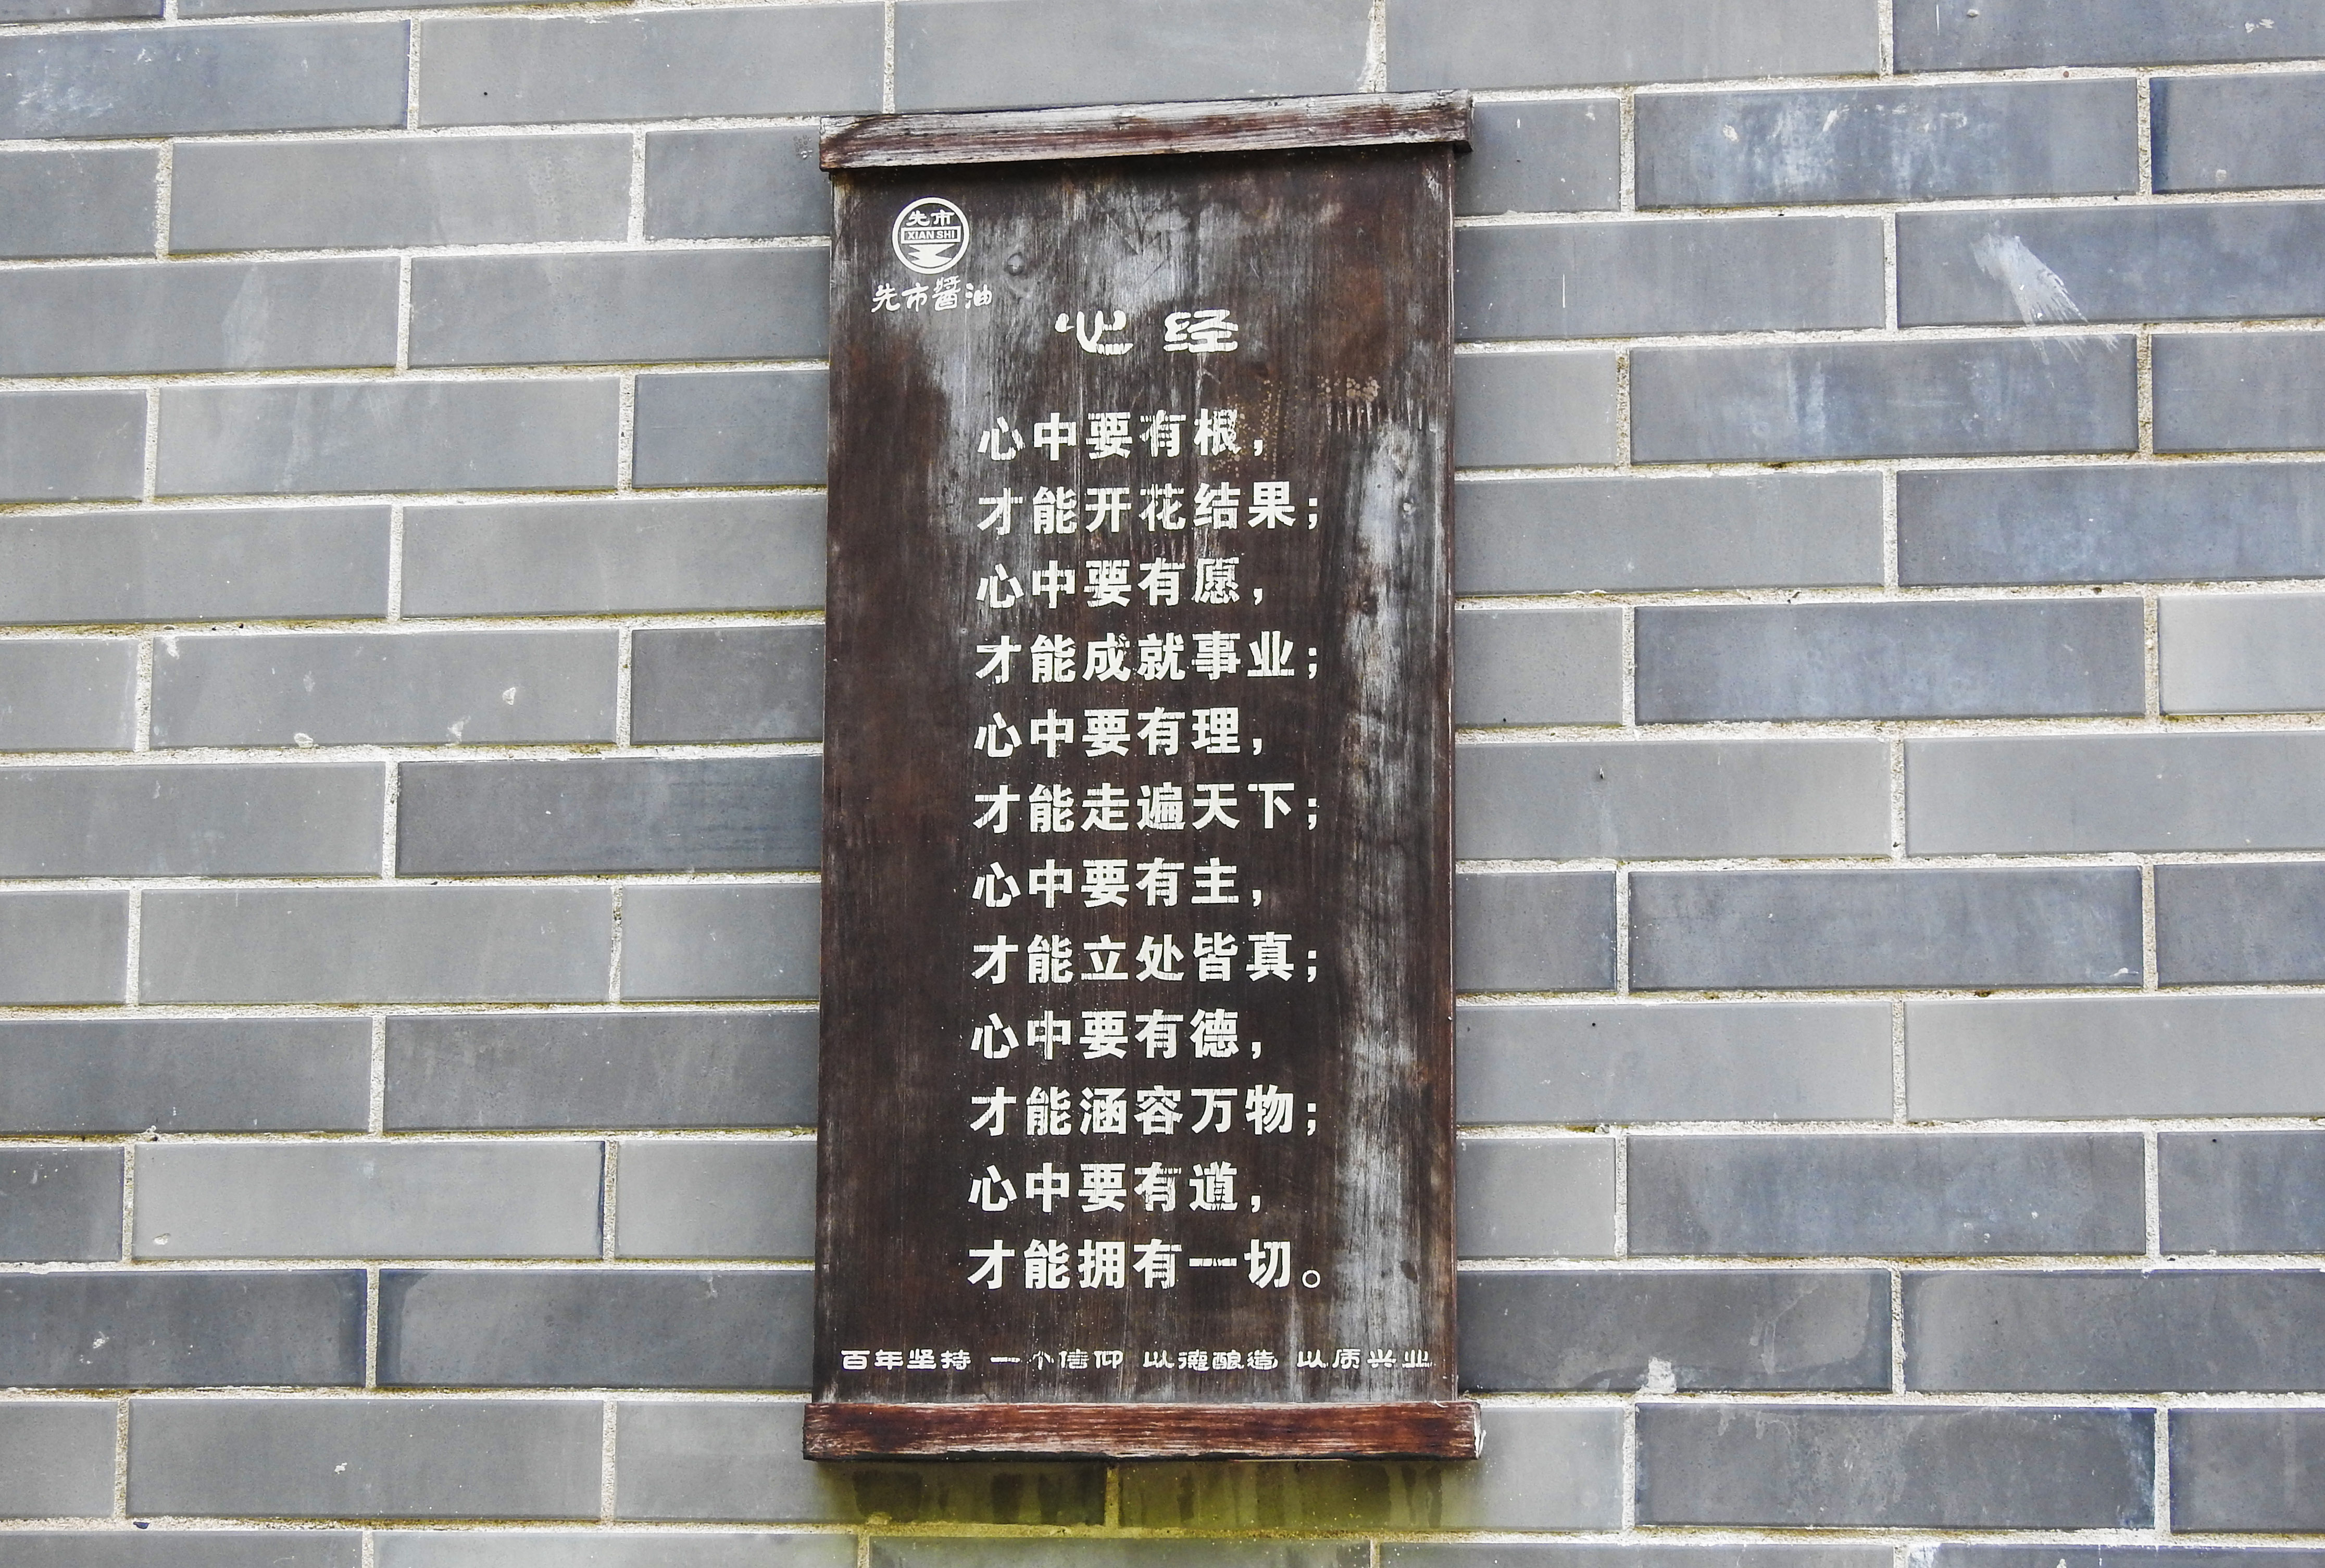 先市
XIAN SHI
先市醬油
心 经
心中要有根，
才能开花结果；
心中要有愿，
才能成就事业；
心中要有理，
才能走遍天下；
心中要有主，
才能立处皆真；
心中要有德，
才能涵容万物；
心中要有道，
才能拥有一切。
百年坚持 一个信仰 以德酿造 以质兴业